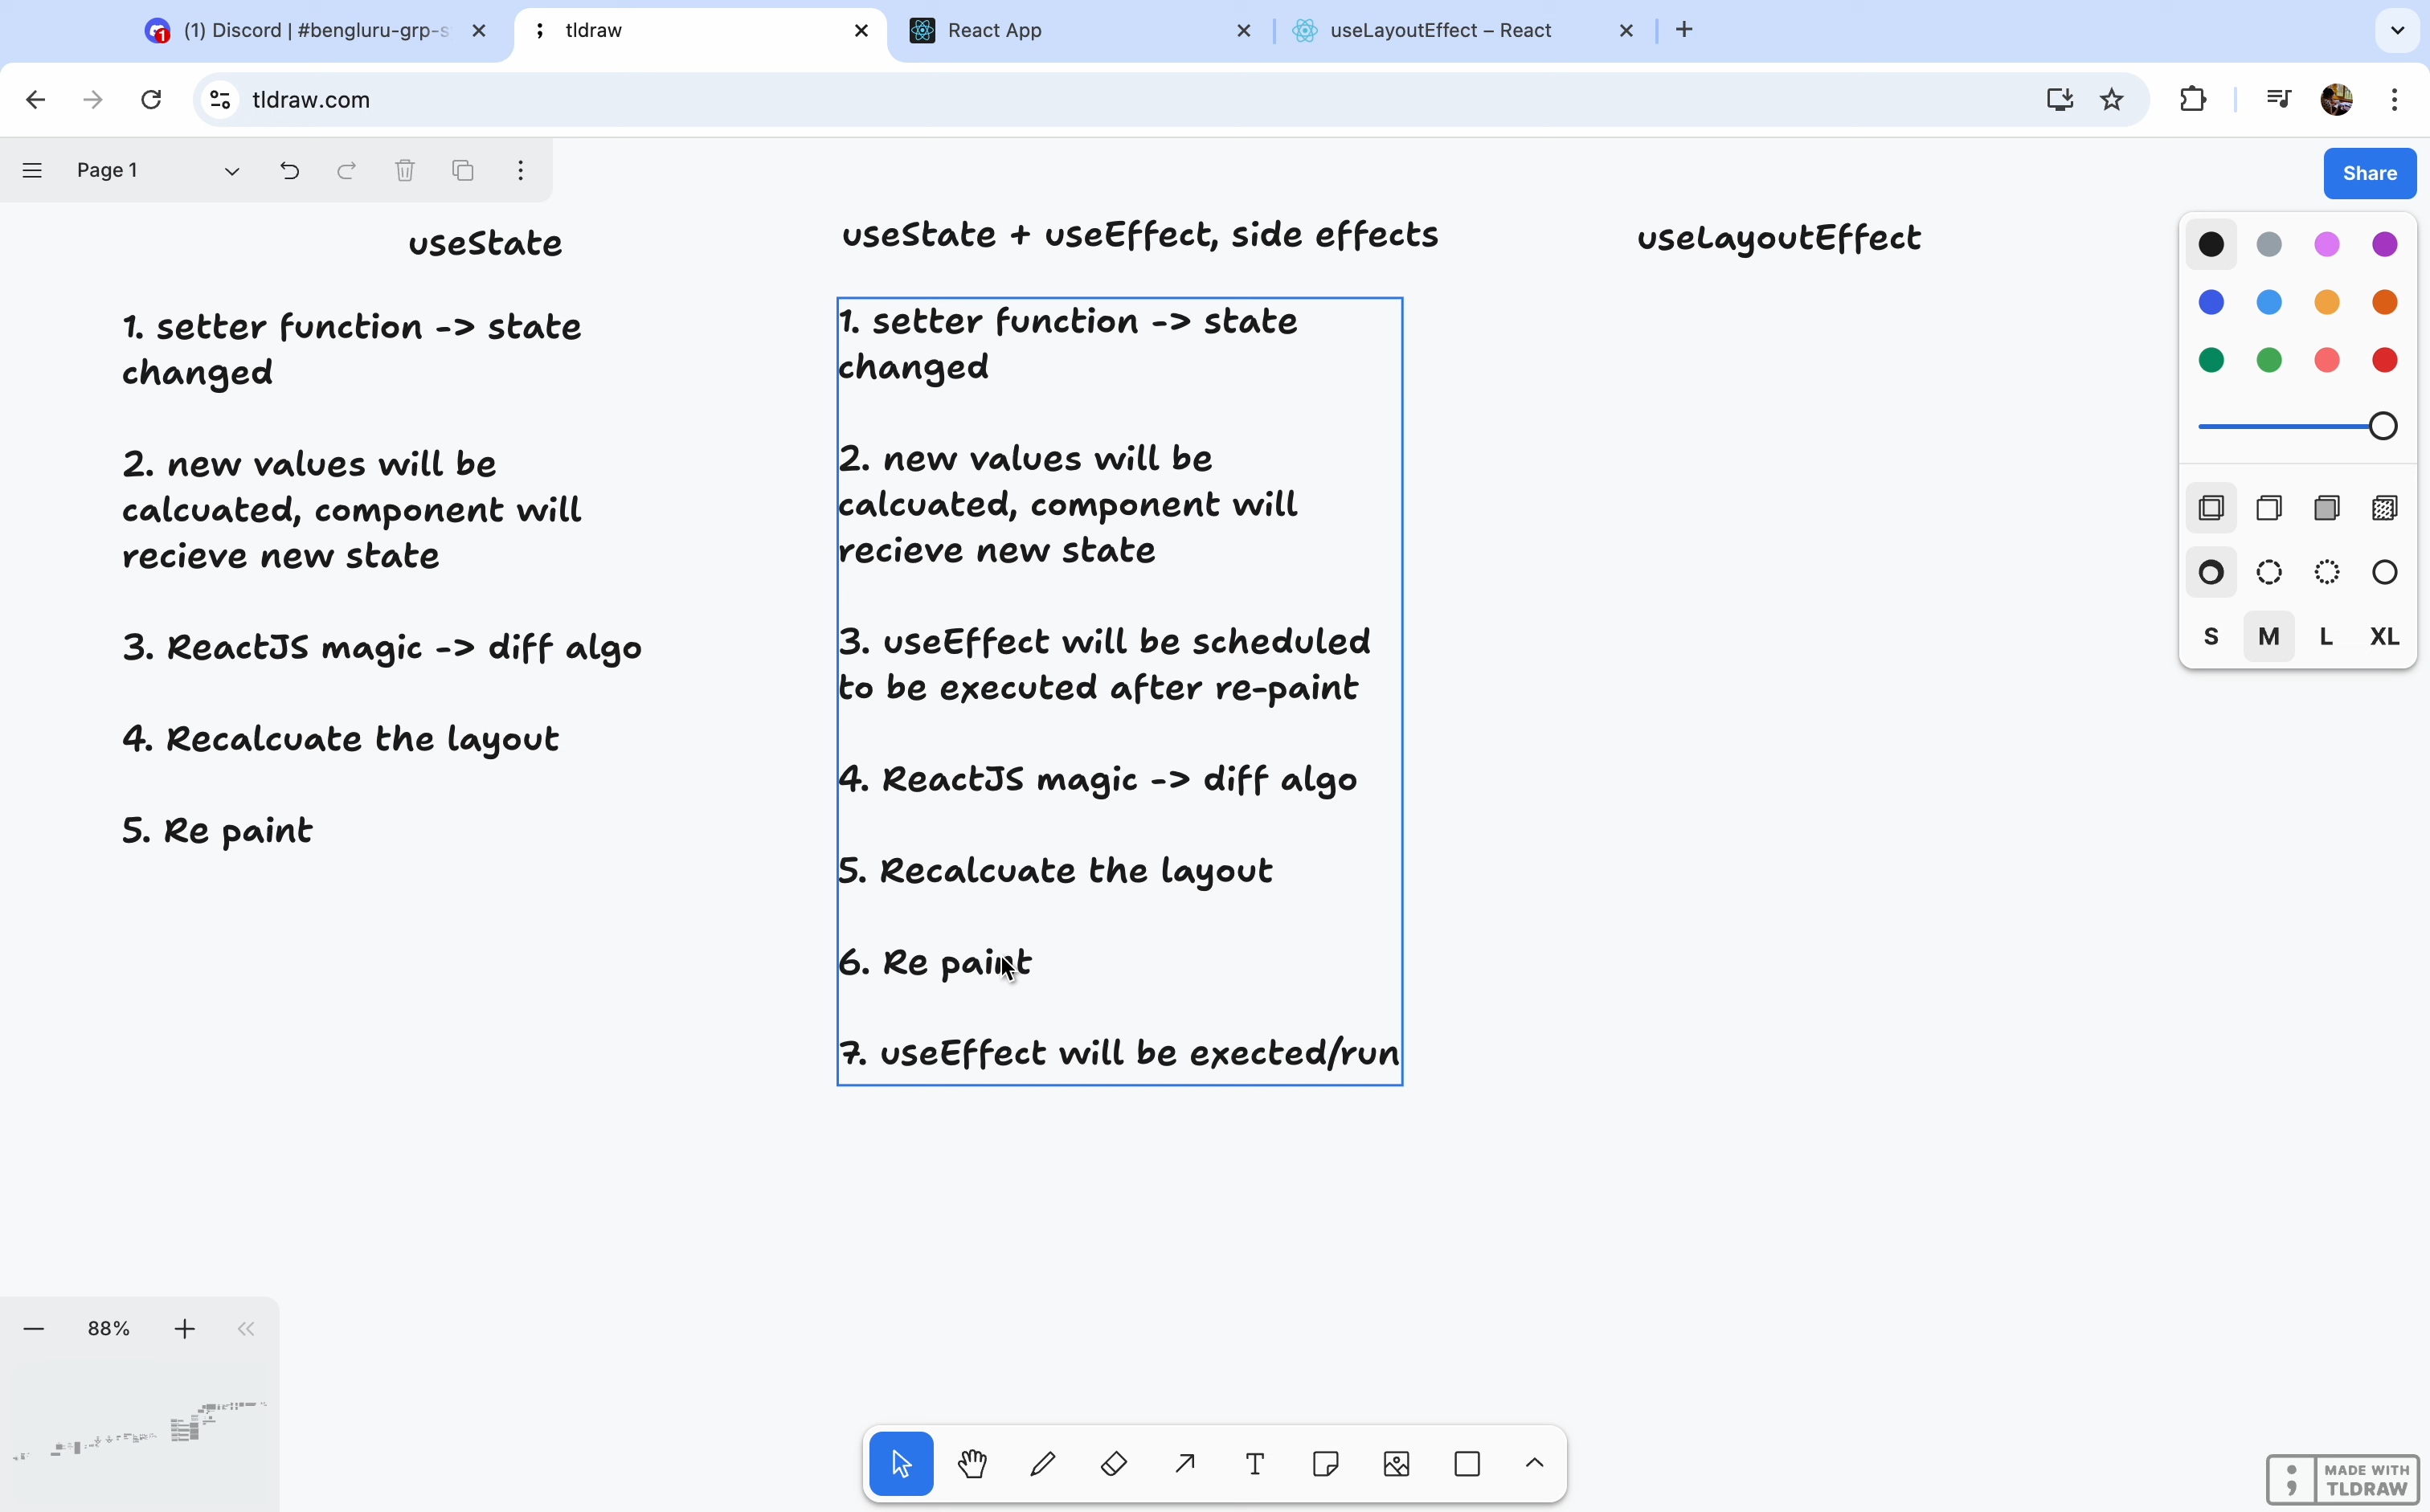 (1) Discord | #bengluru-grp-s
tldraw
React App
useLayoutEffect – React
tldraw.com
Page 1
Share
useState
useState + useEffect, side effects
useLayoutEffect
1. setter function -> state
changed
2. new values will be
calcuated, component will
recieve new state
3. ReactJS magic -> diff algo
4. Recalcuate the layout
5. Re paint
1. setter function -> state
changed
2. new values will be
calcuated, component will
recieve new state
3. useEffect will be scheduled
to be executed after re-paint
4. ReactJS magic -> diff algo
5. Recalcuate the layout
6. Re paint
7. useEffect will be exected/run
S M L XL
88%
MADE WITH
TLDRAW